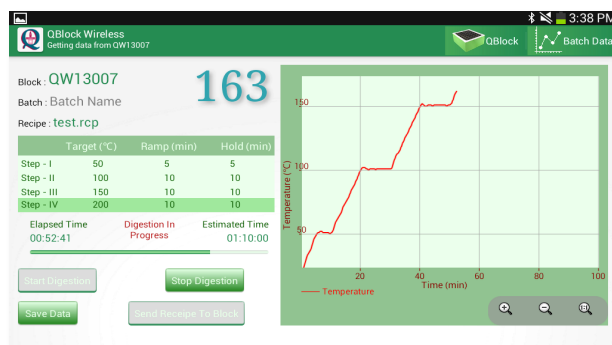 3:38 PM
QBlock Wireless
Getting data from QW13007
QBlock
Batch Data
Block : QW13007
163
Batch : Batch Name
Recipe : test.rcp
Target (°C) Ramp (min) Hold (min)
Step - I 50 5 5
Step - II 100 10 10
Step - III 150 10 10
Step - IV 200 10 10
Elapsed Time Digestion In Progress Estimated Time
00:52:41 01:10:00
Start Digestion Stop Digestion
Save Data Send Receipe To Block
Temperature (°C)
150
100
50
20 40 60 80 100
Time (min)
Temperature